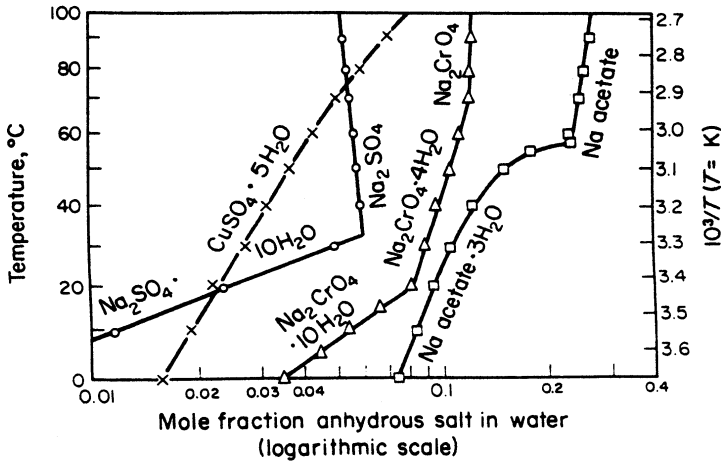 100
80
60
40
20
0
Temperature, °C
2.7
2.8
2.9
3.0
3.1
3.2
3.3
3.4
3.5
3.6
10³/T (T = K)
Na₂SO₄·
10H₂O
CuSO₄·5H₂O
Na₂SO₄
Na₂CrO₄
·10H₂O
Na₂CrO₄·4H₂O
Na₂CrO₄
Na acetate·3H₂O
Na acetate
0.01
0.02
0.03
0.04
0.1
0.2
0.4
Mole fraction anhydrous salt in water
(logarithmic scale)